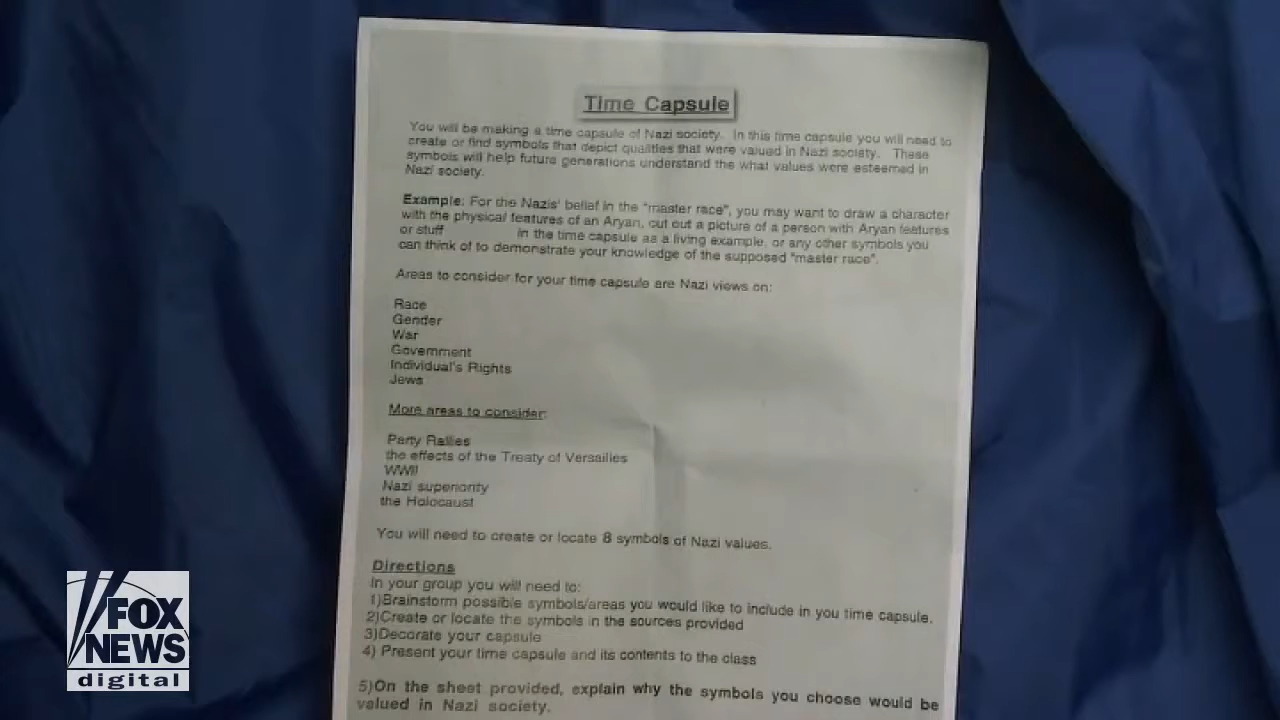 Time Capsule
You will be making a time capsule of Nazi society. In this time capsule you will need to
create or find symbols that depict qualities that were valued in Nazi society. These
symbols will help future generations understand the what values were esteemed in
Nazi society.
Example: For the Nazis' belief in the "master race", you may want to draw a character
with the physical features of an Aryan, cut out a picture of a person with Aryan features
or stuff in the time capsule as a living example, or any other symbols you
can think of to demonstrate your knowledge of the supposed "master race".
Areas to consider for your time capsule are Nazi views on:
Race
Gender
War
Government
Individual's Rights
Jews
More areas to consider:
Party Rallies
the effects of the Treaty of Versailles
WWII
Nazi superiority
the Holocaust
You will need to create or locate 8 symbols of Nazi values.
Directions
In your group you will need to:
1)Brainstorm possible symbols/areas you would like to include in you time capsule.
2)Create or locate the symbols in the sources provided
3)Decorate your capsule
4) Present your time capsule and its contents to the class
5)On the sheet provided, explain why the symbols you choose would be
valued in Nazi society.
FOX
NEWS
digital